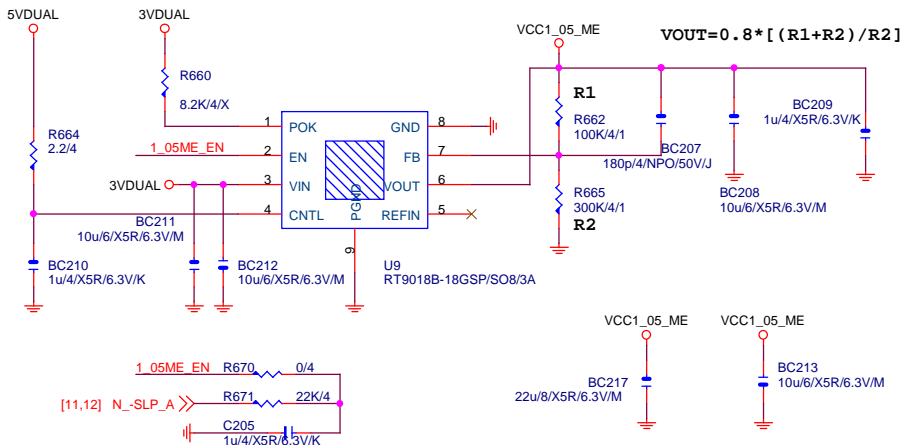 5VDUAL
3VDUAL
VCC1_05_ME
VOUT=0.8*[(R1+R2)/R2]
R660
8.2K/4/X
R1
R662
100K/4/1
BC209
1u/4/X5R/6.3V/K
R664
2.2/4
1
POK
GND
8
1_05ME_EN
2
EN
FB
7
BC207
180p/4/NPO/50V/J
3VDUAL
3
VIN
VOUT
6
R665
300K/4/1
R2
BC208
10u/6/X5R/6.3V/M
BC211
10u/6/X5R/6.3V/M
4
CNTL
PGND
REFIN
5
9
BC210
1u/4/X5R/6.3V/K
BC212
10u/6/X5R/6.3V/M
U9
RT9018B-18GSP/SO8/3A
VCC1_05_ME
VCC1_05_ME
1_05ME_EN
R670
0/4
BC217
22u/8/X5R/6.3V/M
BC213
10u/6/X5R/6.3V/M
[11,12] N_-SLP_A
R671
22K/4
C205
1u/4/X5R/6.3V/K